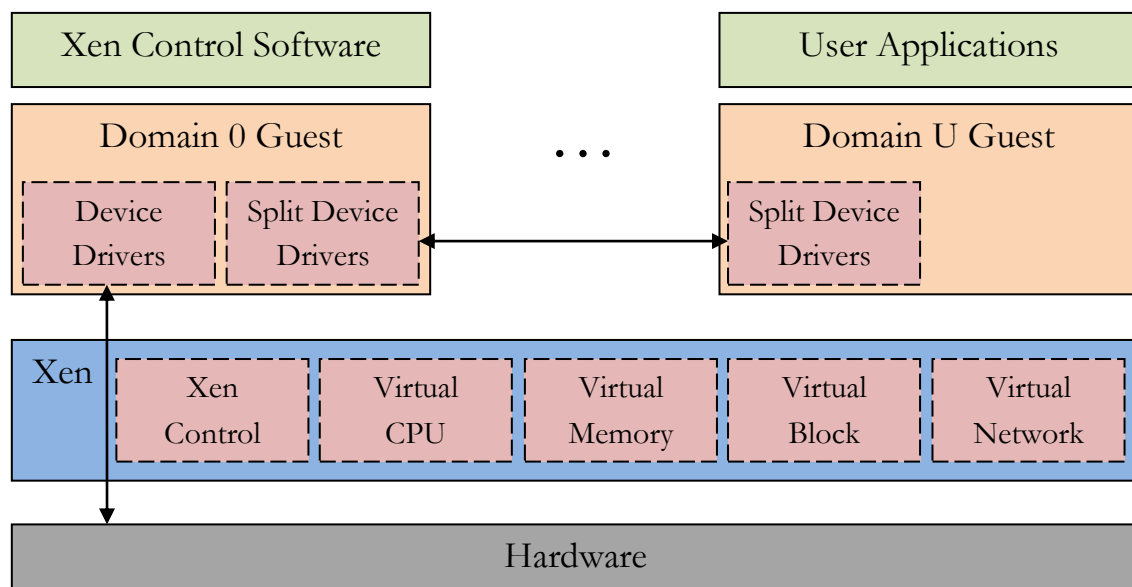 Xen Control Software
User Applications
Domain 0 Guest
...
Domain U Guest
Device
Drivers
Split Device
Drivers
Split Device
Drivers
Xen
Xen
Control
Virtual
CPU
Virtual
Memory
Virtual
Block
Virtual
Network
Hardware